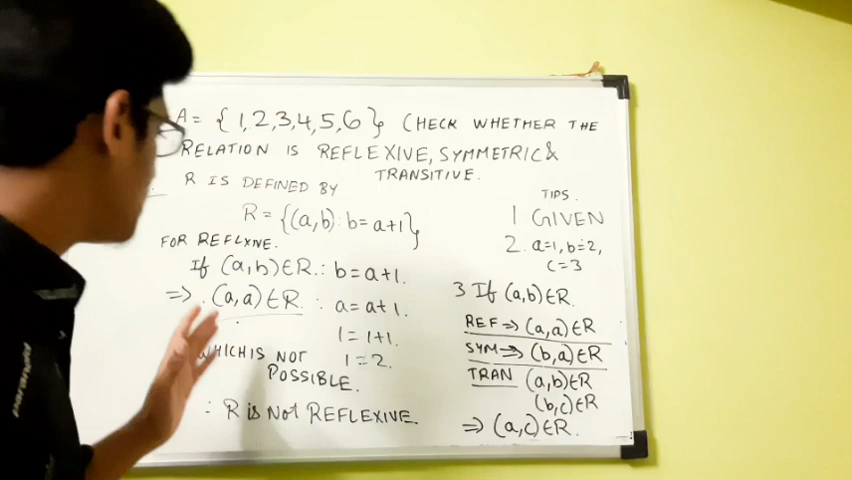 A = {1,2,3,4,5,6} CHECK WHETHER THE
RELATION IS REFLEXIVE, SYMMETRIC &
TRANSITIVE.
R IS DEFINED BY
R = {(a,b) : b = a+1}
FOR REFLXIVE.
If (a,b) ∈ R ∴ b = a+1.
⇒ (a,a) ∈ R. ∴ a = a+1.
1 = 1+1.
WHICH IS NOT 1 = 2.
POSSIBLE.
∴ R is Not REFLEXIVE.
TIPS.
1 GIVEN
2. a=1, b=2,
c=3
3 If (a,b) ∈ R.
REF ⇒ (a,a) ∈ R
SYM ⇒ (b,a) ∈ R
TRAN (a,b) ∈ R
(b,c) ∈ R
⇒ (a,c) ∈ R.